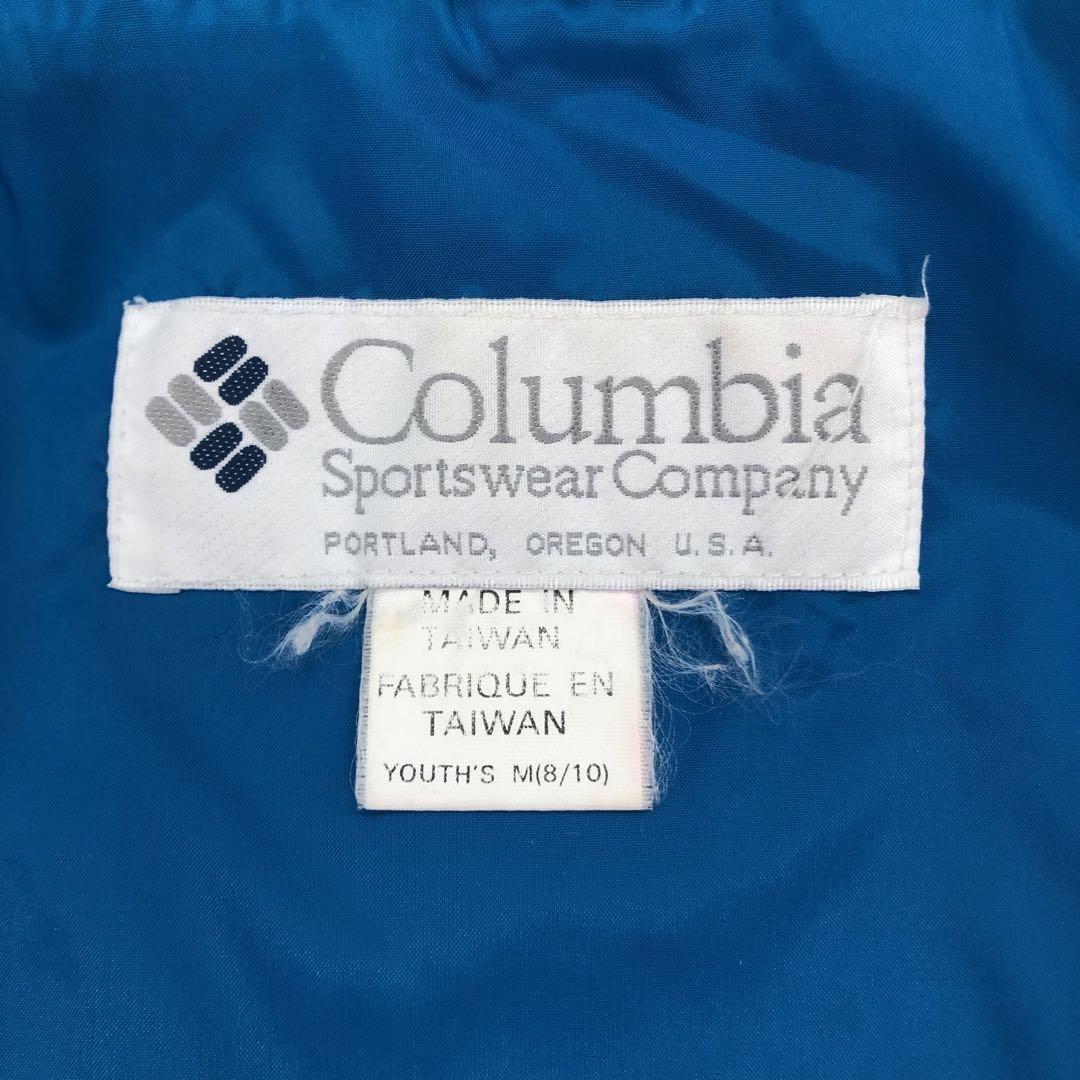 Columbia
Sportswear Company
PORTLAND, OREGON U.S.A.
MADE IN
TAIWAN
FABRIQUE EN
TAIWAN
YOUTH'S M(8/10)